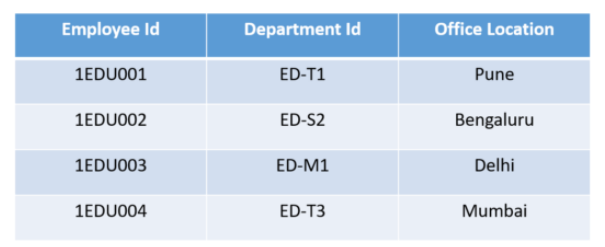 Employee Id Department Id Office Location
1EDU001 ED-T1 Pune
1EDU002 ED-S2 Bengaluru
1EDU003 ED-M1 Delhi
1EDU004 ED-T3 Mumbai